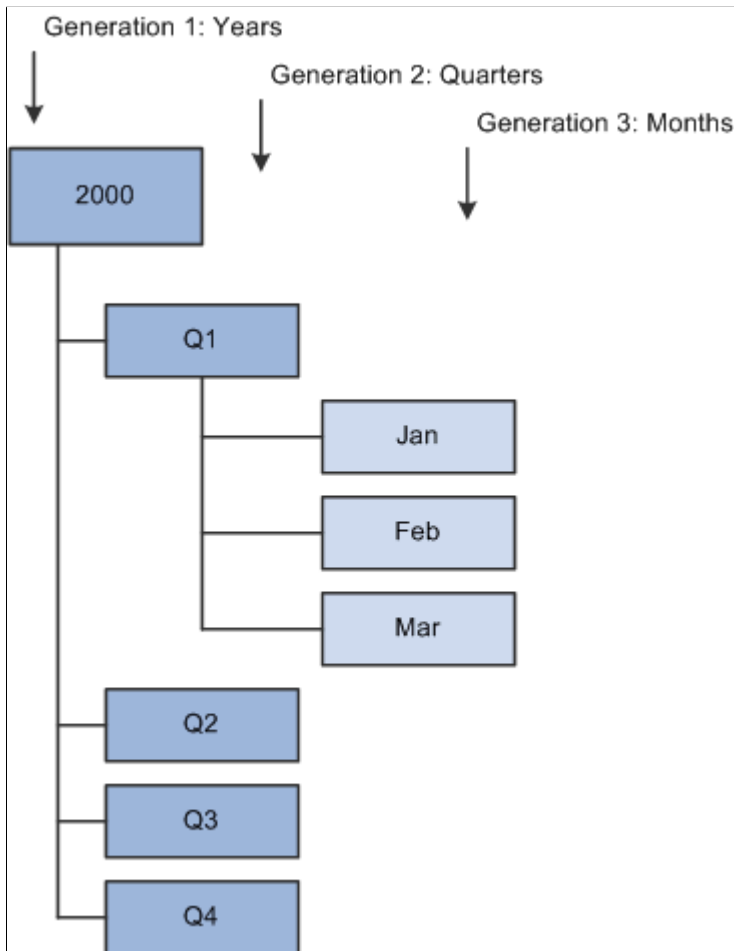 Generation 1: Years
Generation 2: Quarters
Generation 3: Months
2000
Q1
Jan
Feb
Mar
Q2
Q3
Q4